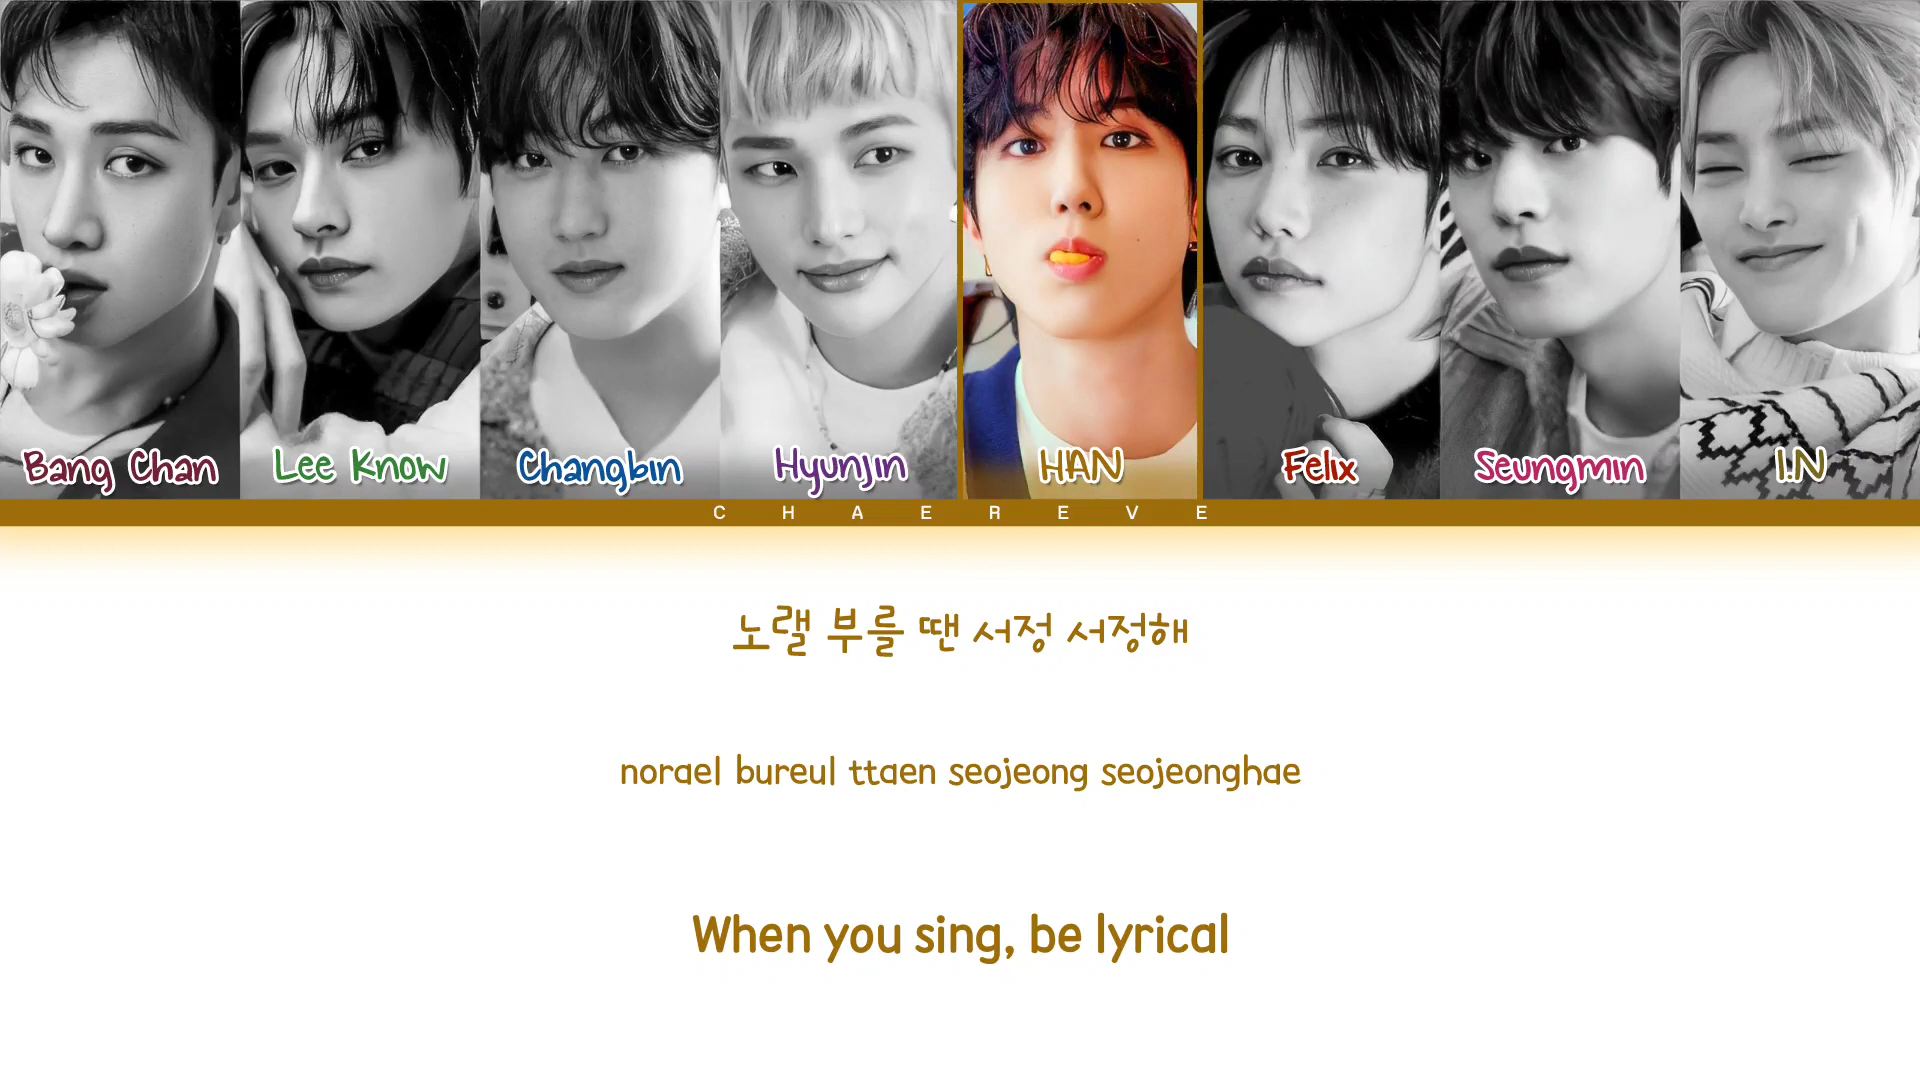 Bang Chan Lee Know Changbin Hyunjin HAN Felix Seungmin I.N
CHAEREVE
노랠 부를 땐 서정 서정해
norael bureul ttaen seojeong seojeonghae
When you sing, be lyrical